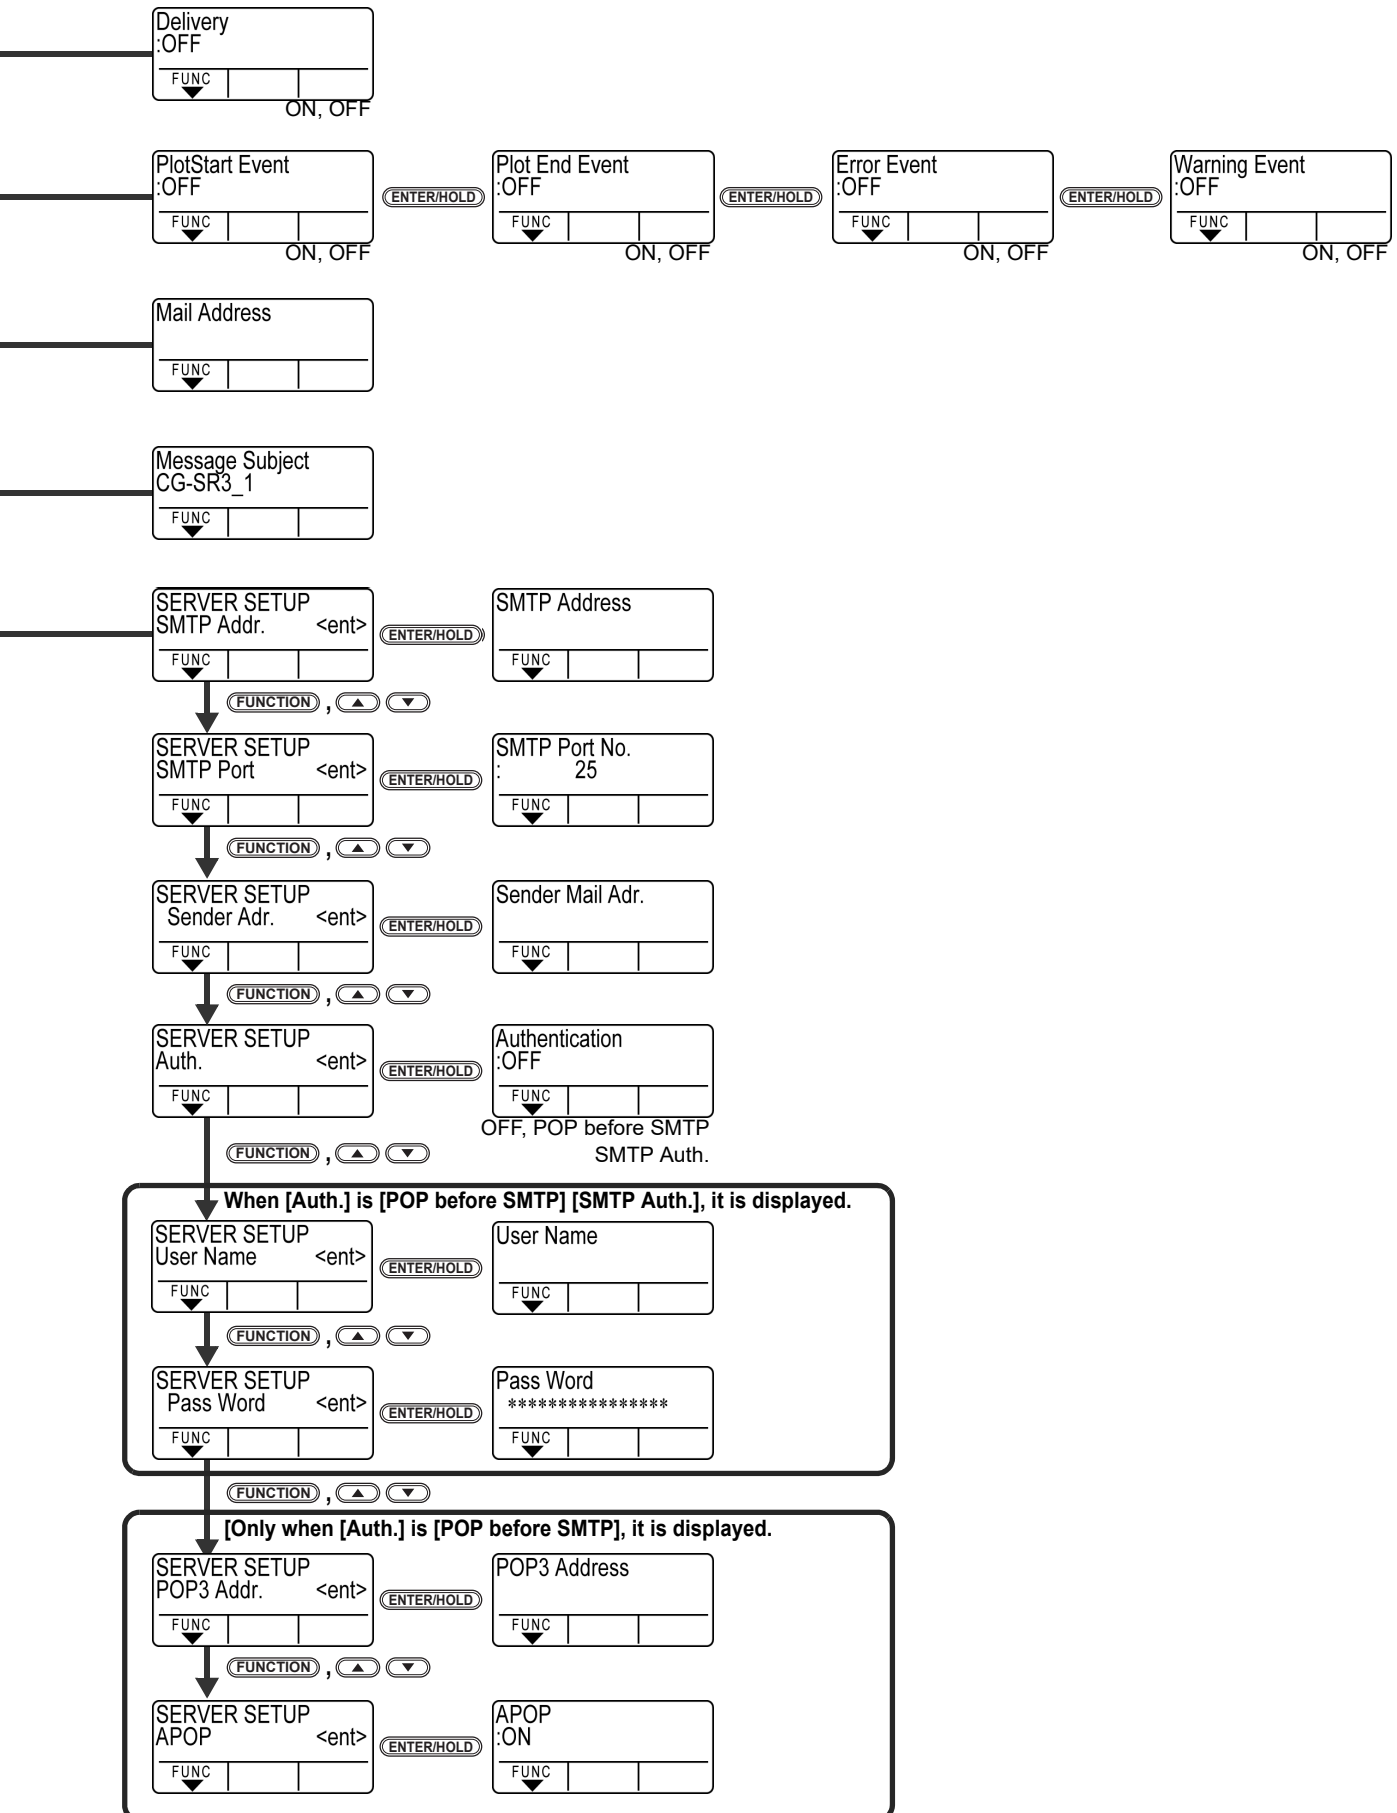 Delivery
:OFF
FUNC
ON, OFF
PlotStart Event
:OFF
FUNC
ON, OFF
ENTER/HOLD
Plot End Event
:OFF
FUNC
ON, OFF
ENTER/HOLD
Error Event
:OFF
FUNC
ON, OFF
ENTER/HOLD
Warning Event
:OFF
FUNC
ON, OFF
Mail Address
FUNC
Message Subject
CG-SR3_1
FUNC
SERVER SETUP
SMTP Addr. <ent>
FUNC
ENTER/HOLD
SMTP Address
FUNC
FUNCTION ,
SERVER SETUP
SMTP Port <ent>
FUNC
ENTER/HOLD
SMTP Port No.
: 25
FUNC
FUNCTION ,
SERVER SETUP
Sender Adr. <ent>
FUNC
ENTER/HOLD
Sender Mail Adr.
FUNC
FUNCTION ,
SERVER SETUP
Auth. <ent>
FUNC
ENTER/HOLD
Authentication
:OFF
FUNC
OFF, POP before SMTP
SMTP Auth.
FUNCTION ,
When [Auth.] is [POP before SMTP] [SMTP Auth.], it is displayed.
SERVER SETUP
User Name <ent>
FUNC
ENTER/HOLD
User Name
FUNC
FUNCTION ,
SERVER SETUP
Pass Word <ent>
FUNC
ENTER/HOLD
Pass Word
****************
FUNC
FUNCTION ,
[Only when [Auth.] is [POP before SMTP], it is displayed.
SERVER SETUP
POP3 Addr. <ent>
FUNC
ENTER/HOLD
POP3 Address
FUNC
FUNCTION ,
SERVER SETUP
APOP <ent>
FUNC
ENTER/HOLD
APOP
:ON
FUNC